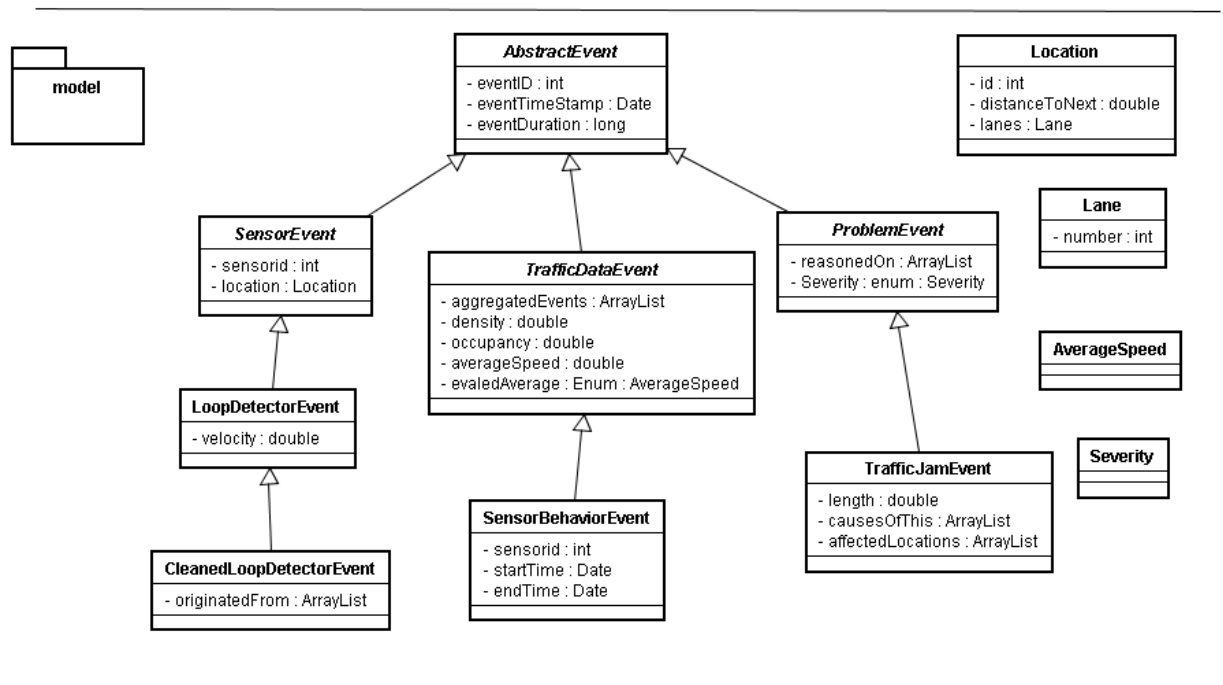 model
AbstractEvent
- eventID : int
- eventTimeStamp : Date
- eventDuration : long
Location
- id : int
- distanceToNext : double
- lanes : Lane
SensorEvent
- sensorid : int
- location : Location
TrafficDataEvent
- aggregatedEvents : ArrayList
- density : double
- occupancy : double
- averageSpeed : double
- evaledAverage : Enum : AverageSpeed
ProblemEvent
- reasonedOn : ArrayList
- Severity : enum : Severity
Lane
- number : int
AverageSpeed
LoopDetectorEvent
- velocity : double
Severity
TrafficJamEvent
- length : double
- causesOfThis : ArrayList
- affectedLocations : ArrayList
SensorBehaviorEvent
- sensorid : int
- startTime : Date
- endTime : Date
CleanedLoopDetectorEvent
- originatedFrom : ArrayList